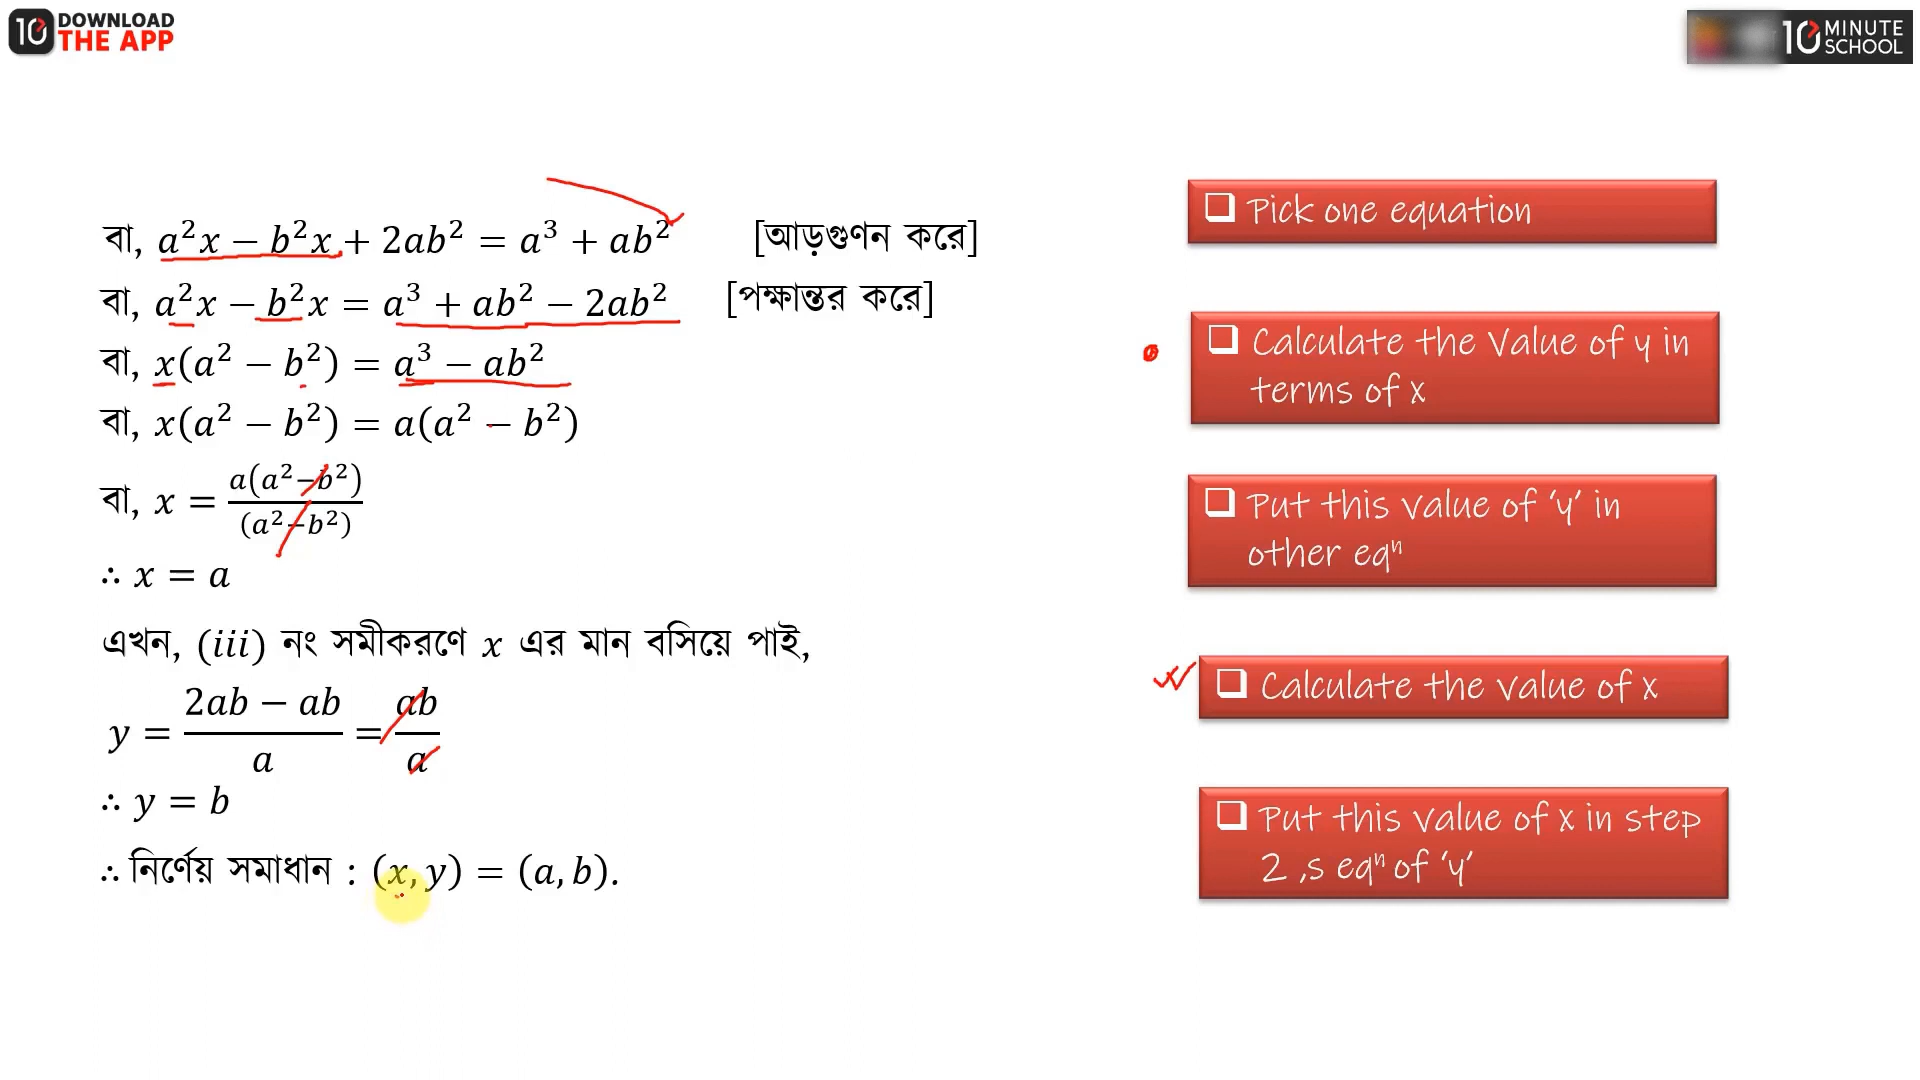 10 DOWNLOAD
THE APP
10 MINUTE
SCHOOL
বা, a²x − b²x + 2ab² = a³ + ab² [আড়গুণন করে]
বা, a²x − b²x = a³ + ab² − 2ab² [পক্ষান্তর করে]
বা, x(a² − b²) = a³ − ab²
বা, x(a² − b²) = a(a² − b²)
বা, x = a(a²−b²)/(a²−b²)
∴ x = a
এখন, (iii) নং সমীকরণে x এর মান বসিয়ে পাই,
y = (2ab − ab)/a = ab/a
∴ y = b
∴ নির্ণেয় সমাধান : (x, y) = (a, b).
❑ Pick one equation
❑ Calculate the Value of y in
terms of x
❑ Put this value of ‘y’ in
other eqⁿ
❑ Calculate the value of x
❑ Put this value of x in step
2 ,s eqⁿ of ‘y’